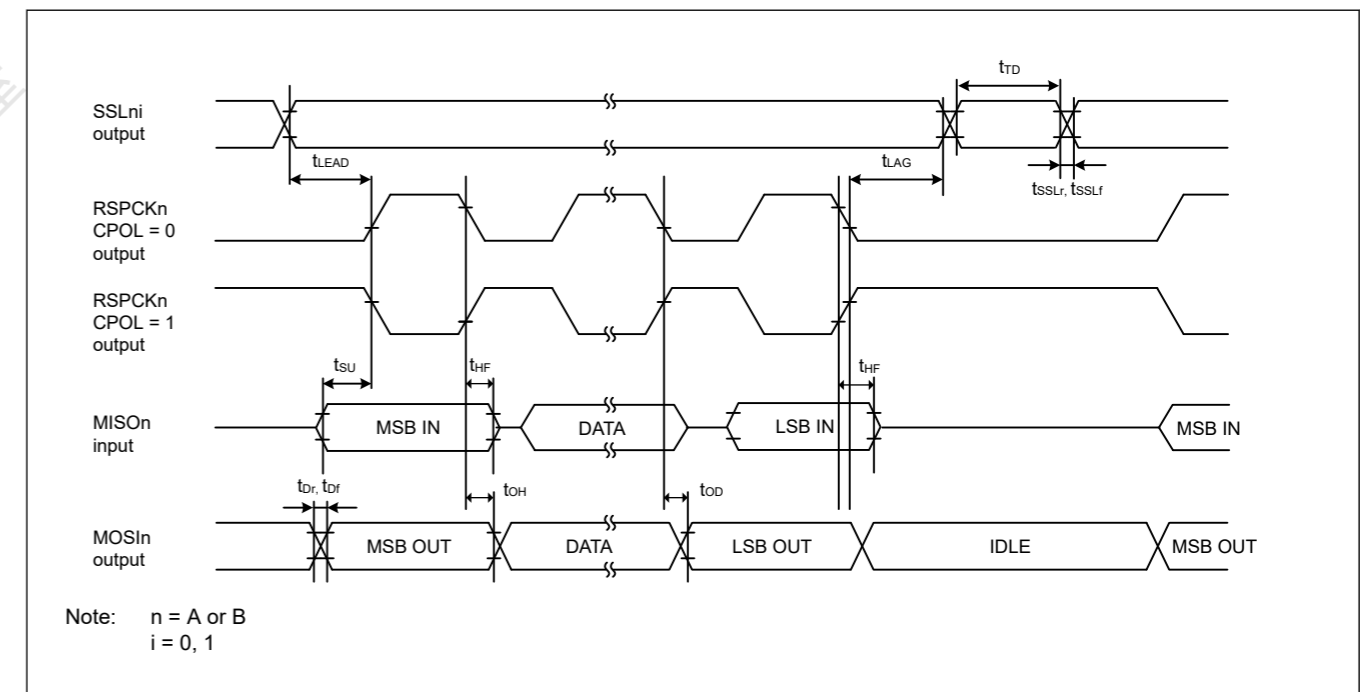 tTD
SSLni
output
tLEAD
tLAG
tSSLr, tSSLf
RSPCKn
CPOL = 0
output
RSPCKn
CPOL = 1
output
tSU
tHF
tHF
MISOn
input
MSB IN
DATA
LSB IN
MSB IN
tDr, tDf
tOH
tOD
MOSIn
output
MSB OUT
DATA
LSB OUT
IDLE
MSB OUT
Note: n = A or B
i = 0, 1